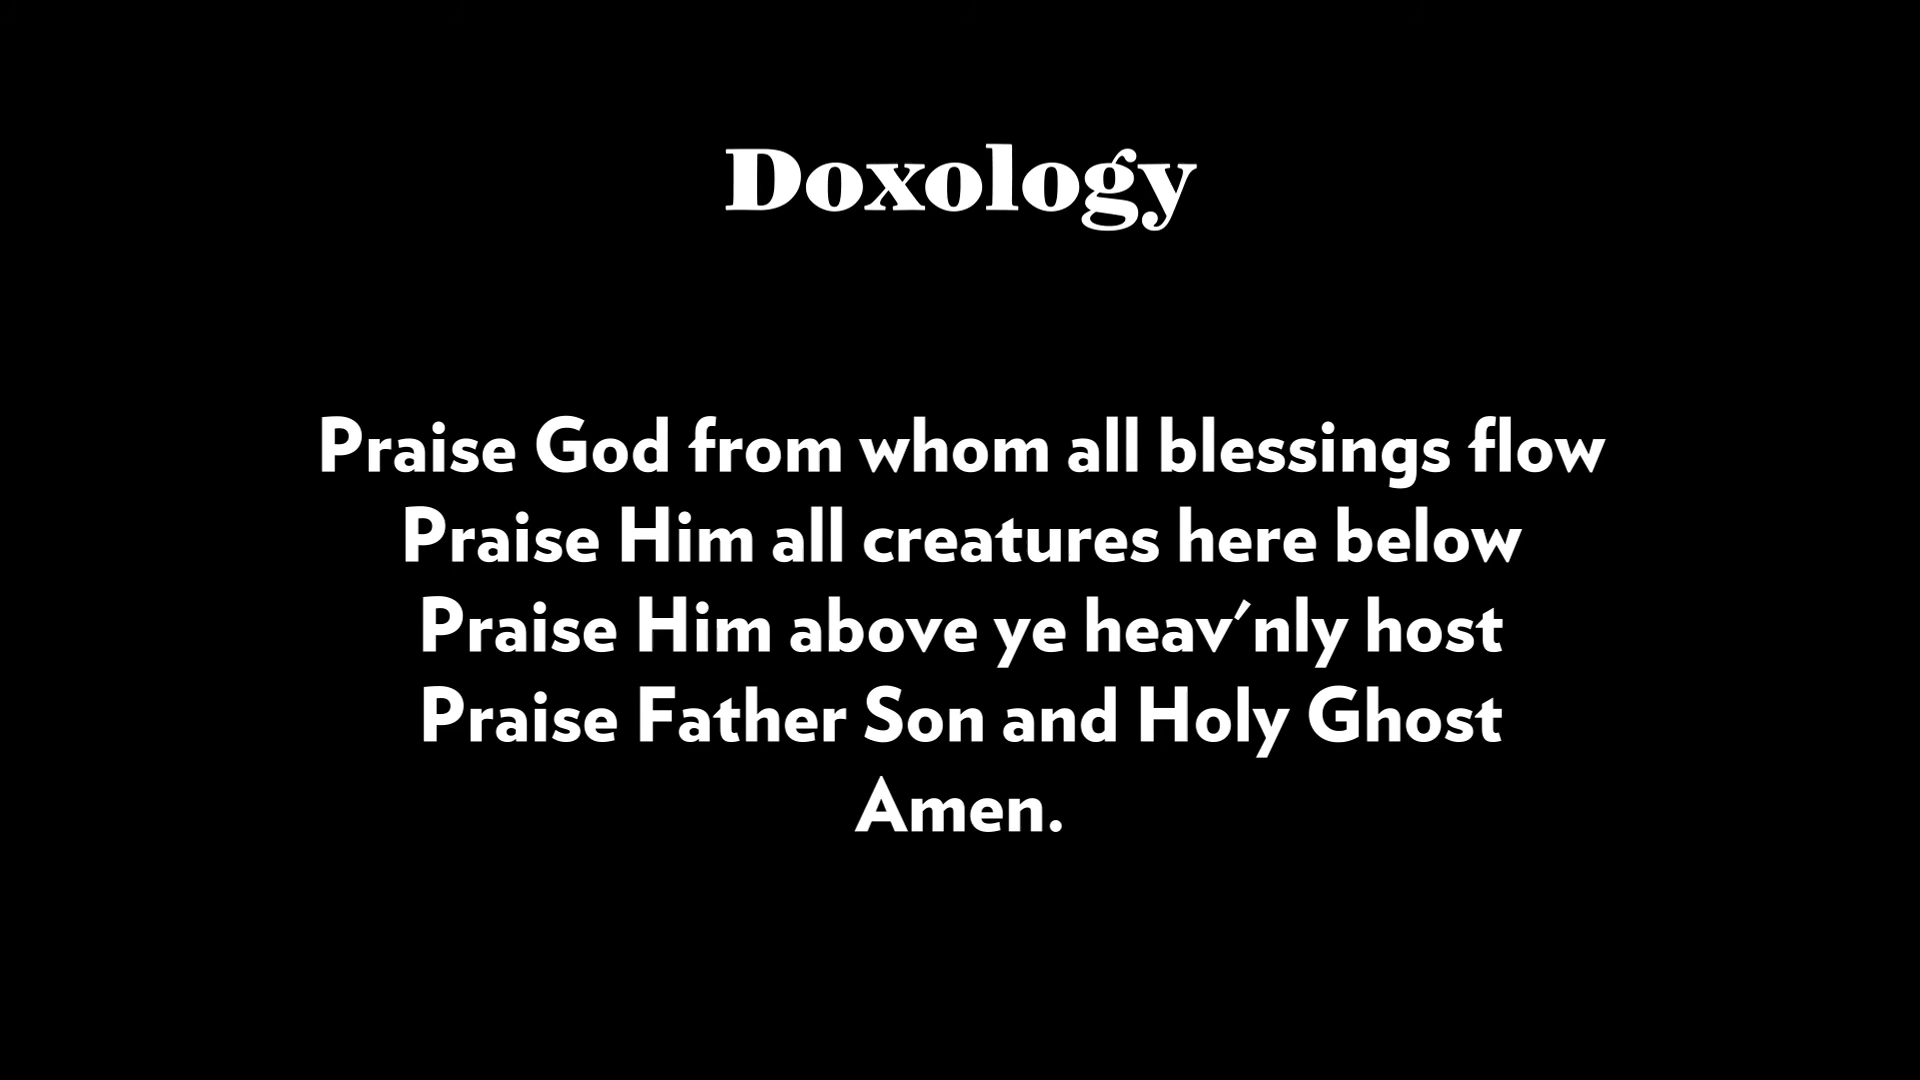 Doxology
Praise God from whom all blessings flow
Praise Him all creatures here below
Praise Him above ye heav'nly host
Praise Father Son and Holy Ghost
Amen.